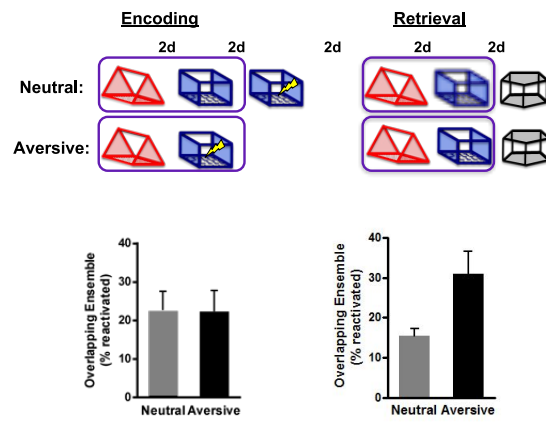 Encoding
Retrieval
2d 2d 2d 2d 2d
Neutral:
Aversive:
Overlapping Ensemble
(% reactivated)
40
30
20
10
0
Neutral Aversive
Overlapping Ensemble
(% reactivated)
40
30
20
10
0
Neutral Aversive